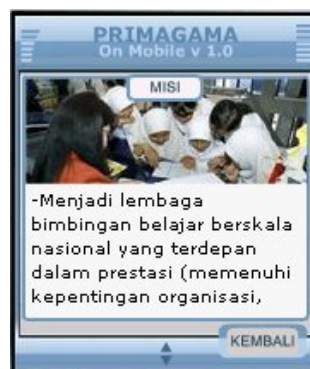 PRIMAGAMA
On Mobile v 1.0
MISI
-Menjadi lembaga
bimbingan belajar berskala
nasional yang terdepan
dalam prestasi (memenuhi
kepentingan organisasi,
KEMBALI